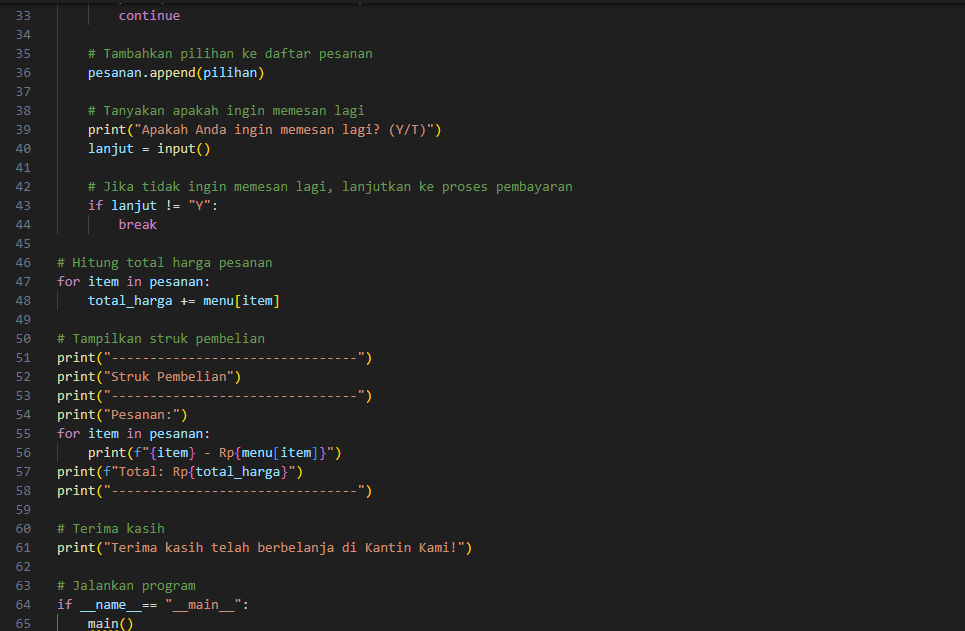 33 continue
34
35 # Tambahkan pilihan ke daftar pesanan
36 pesanan.append(pilihan)
37
38 # Tanyakan apakah ingin memesan lagi
39 print("Apakah Anda ingin memesan lagi? (Y/T)")
40 lanjut = input()
41
42 # Jika tidak ingin memesan lagi, lanjutkan ke proses pembayaran
43 if lanjut != "Y":
44 break
45
46 # Hitung total harga pesanan
47 for item in pesanan:
48 total_harga += menu[item]
49
50 # Tampilkan struk pembelian
51 print("--------------------------------")
52 print("Struk Pembelian")
53 print("--------------------------------")
54 print("Pesanan:")
55 for item in pesanan:
56 print(f"{item} - Rp{menu[item]}")
57 print(f"Total: Rp{total_harga}")
58 print("--------------------------------")
59
60 # Terima kasih
61 print("Terima kasih telah berbelanja di Kantin Kami!")
62
63 # Jalankan program
64 if __name__== "__main__":
65 main()